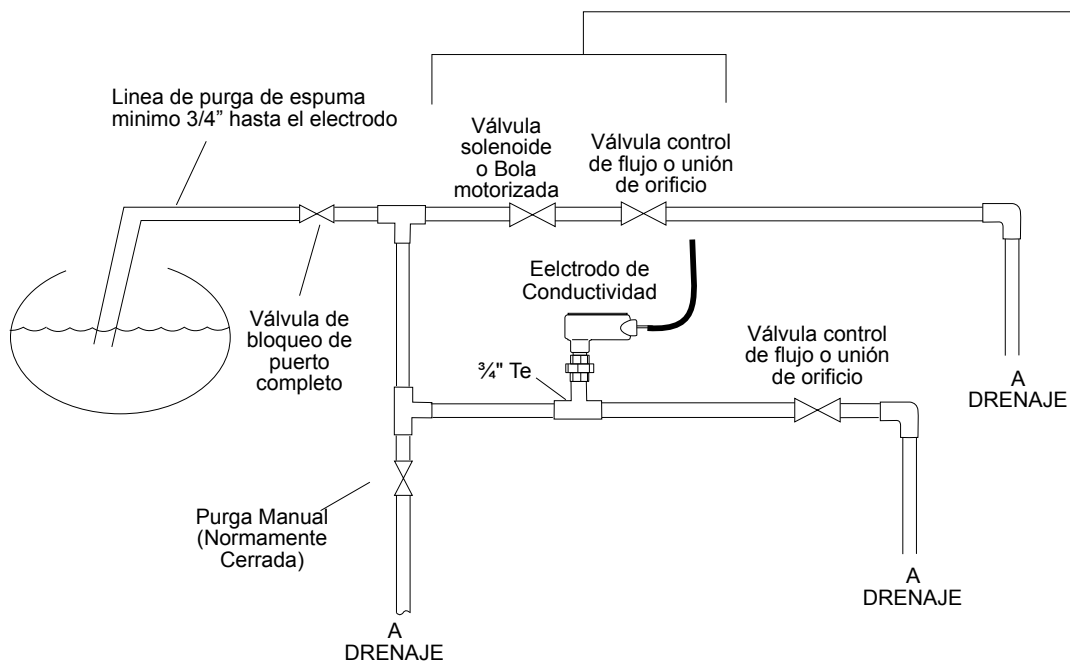 Linea de purga de espuma
minimo 3/4” hasta el electrodo
Válvula
solenoide
o Bola
motorizada
Válvula control
de flujo o unión
de orificio
Eelctrodo de
Conductividad
Válvula de
bloqueo de
puerto
completo
¾" Te
Válvula control
de flujo o unión
de orificio
A
DRENAJE
Purga Manual
(Normamente
Cerrada)
A
DRENAJE
A
DRENAJE